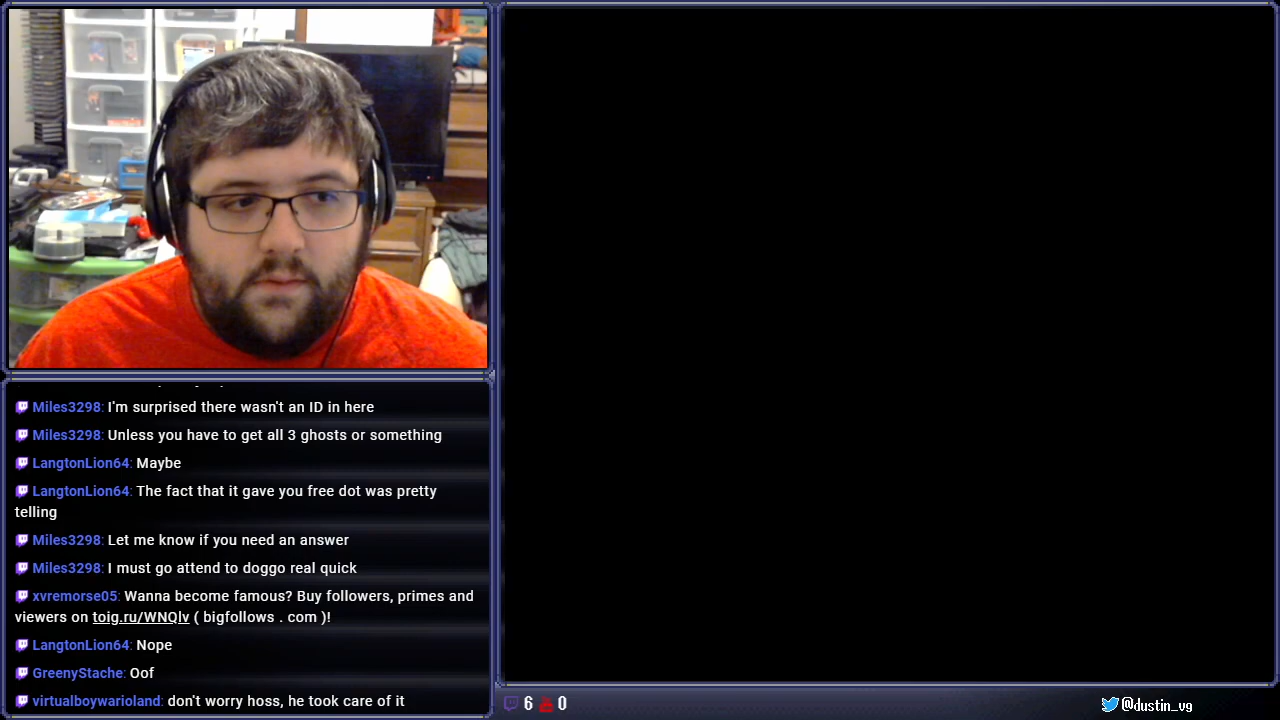 Miles3298: I'm surprised there wasn't an ID in here
Miles3298: Unless you have to get all 3 ghosts or something
LangtonLion64: Maybe
LangtonLion64: The fact that it gave you free dot was pretty
telling
Miles3298: Let me know if you need an answer
Miles3298: I must go attend to doggo real quick
xvremorse05: Wanna become famous? Buy followers, primes and
viewers on toig.ru/WNQlv ( bigfollows . com )!
LangtonLion64: Nope
GreenyStache: Oof
virtualboywarioland: don't worry hoss, he took care of it
6 0
@dustin_vg